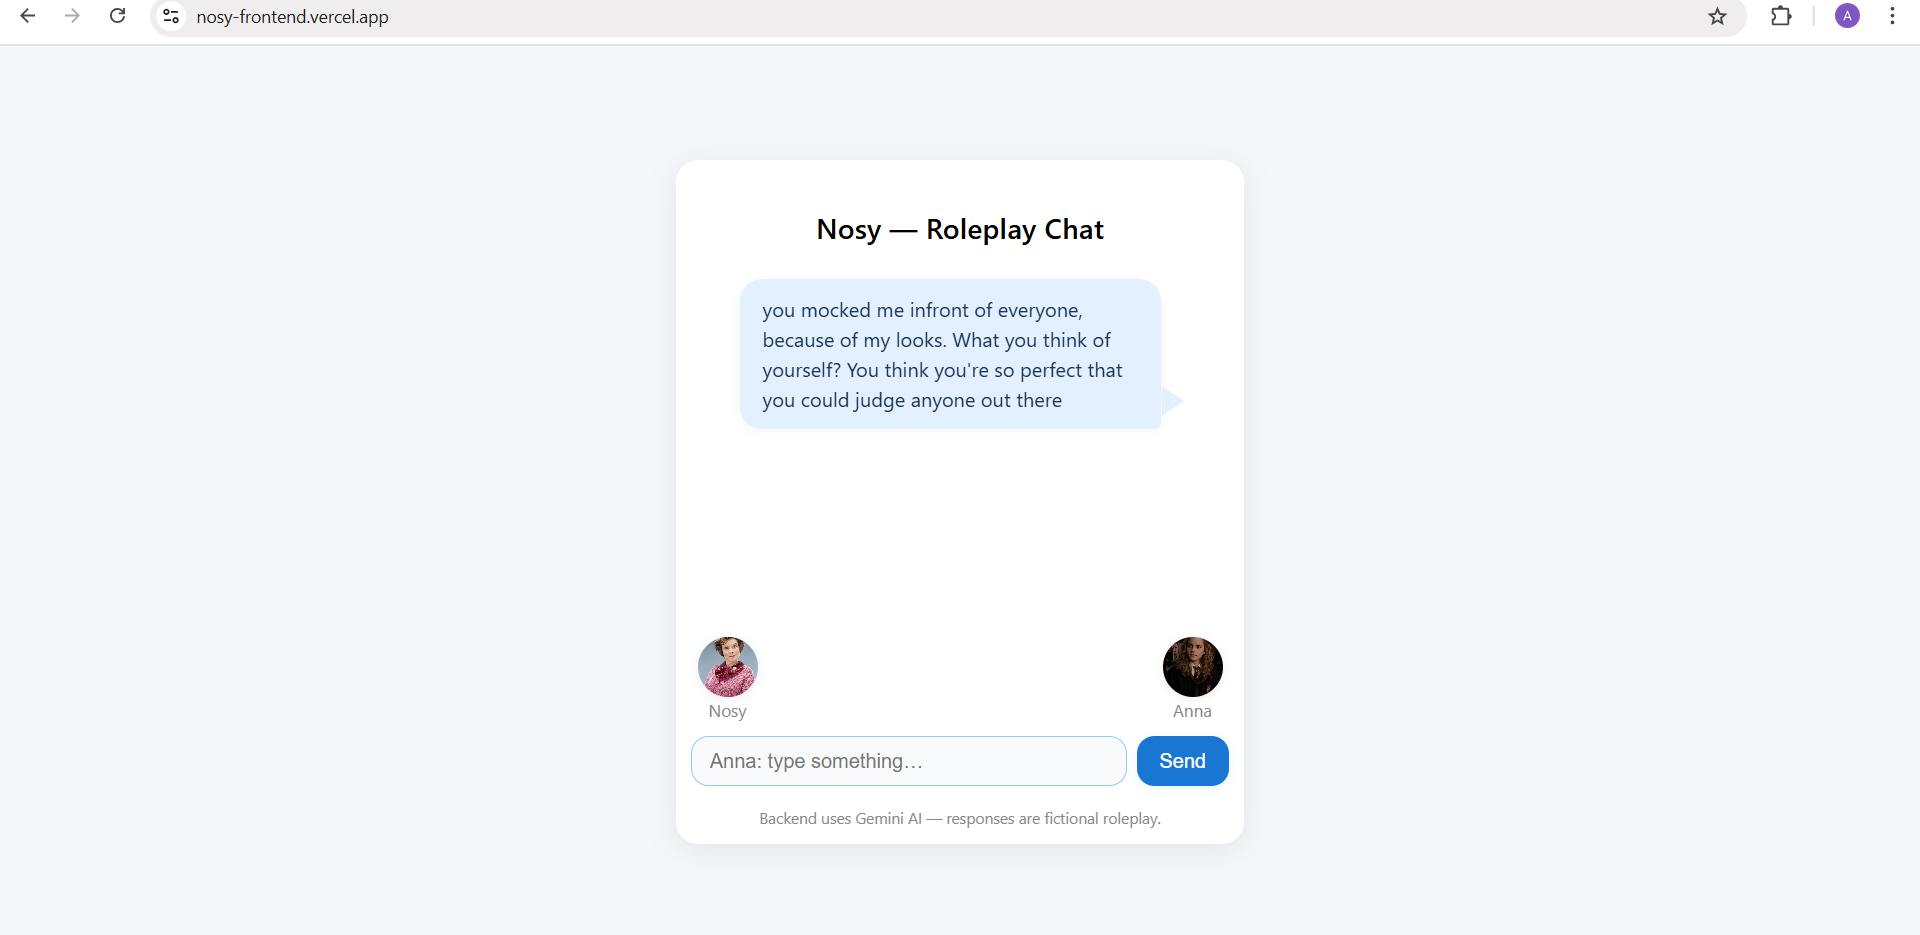 nosy-frontend.vercel.app
A
Nosy — Roleplay Chat
you mocked me infront of everyone,
because of my looks. What you think of
yourself? You think you're so perfect that
you could judge anyone out there
Nosy
Anna
Anna: type something…
Send
Backend uses Gemini AI — responses are fictional roleplay.